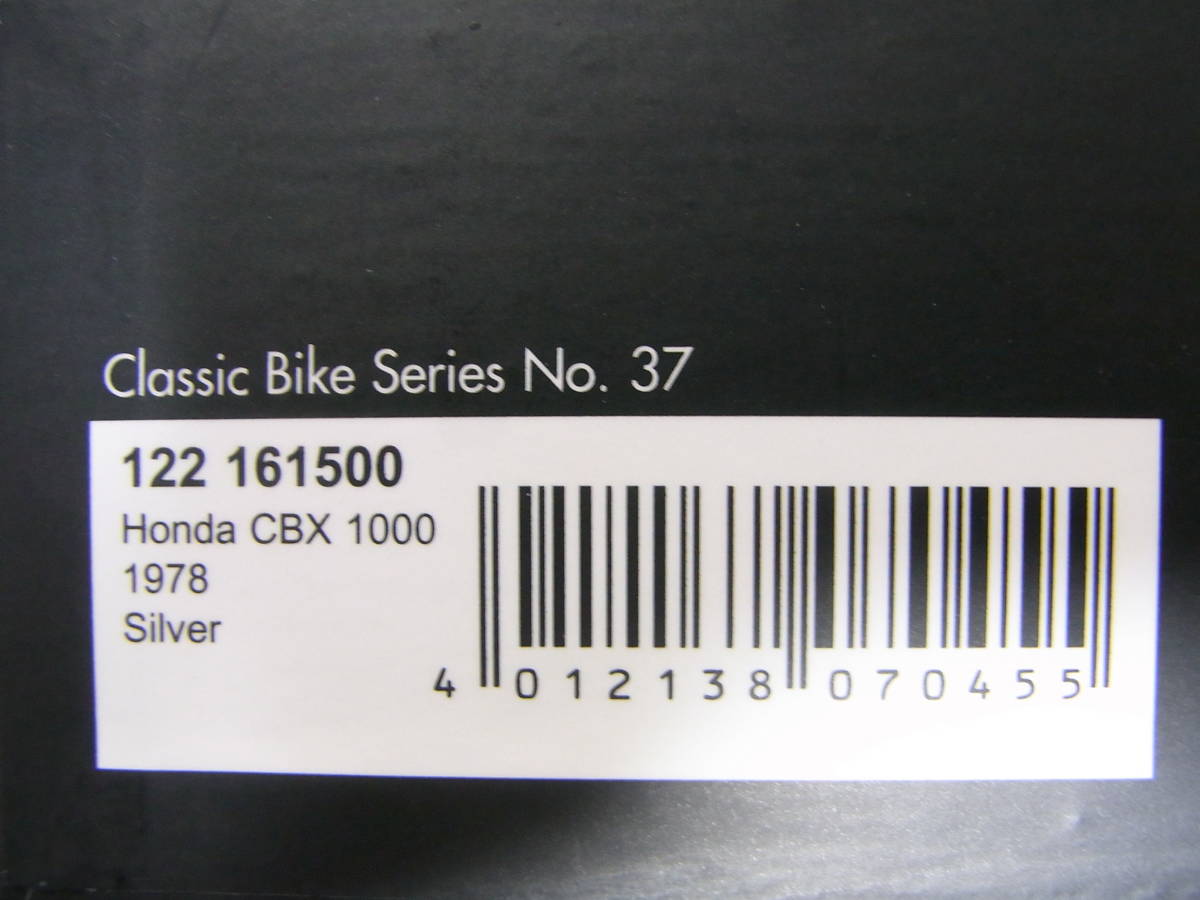 Classic Bike Series No. 37
122 161500
Honda CBX 1000
1978
Silver
4 012138 070455